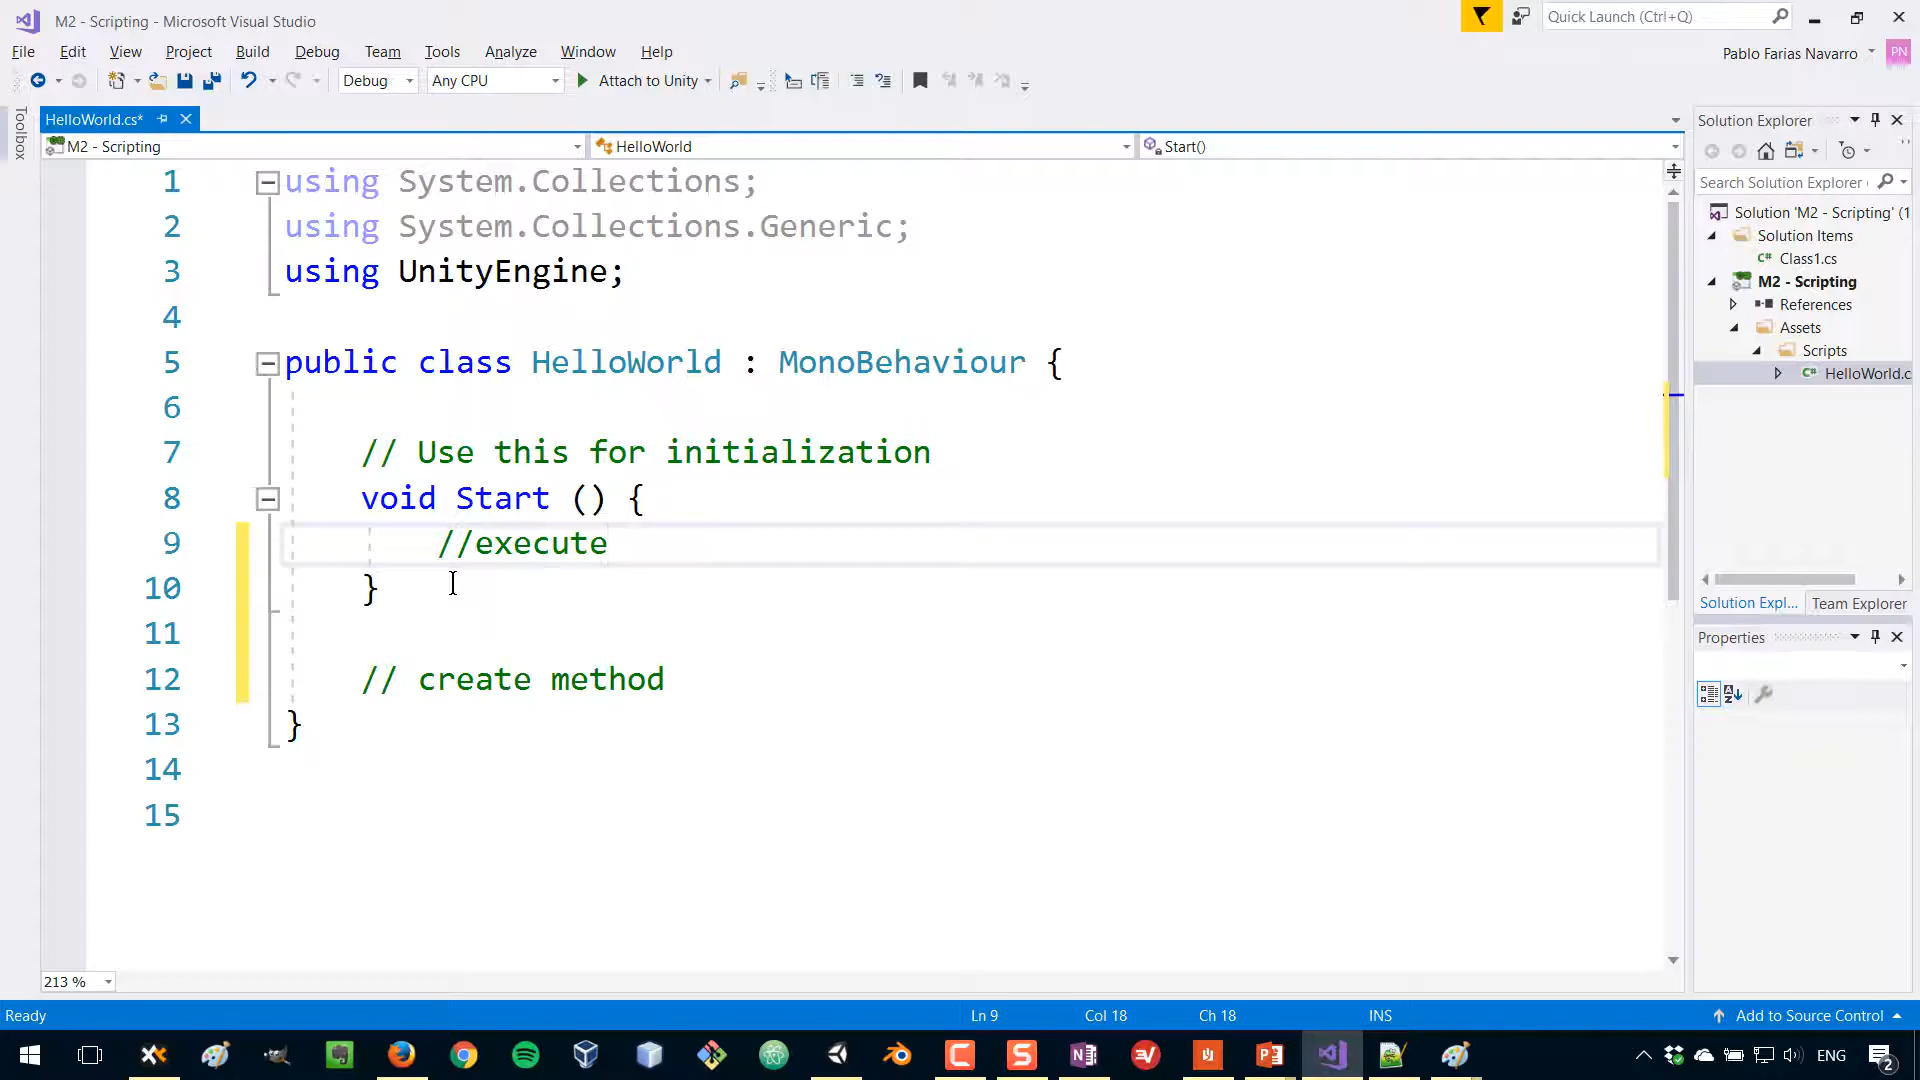 M2 - Scripting - Microsoft Visual Studio
Quick Launch (Ctrl+Q)
File Edit View Project Build Debug Team Tools Analyze Window Help
Pablo Farias Navarro PN
Debug Any CPU Attach to Unity
Toolbox
HelloWorld.cs*
M2 - Scripting HelloWorld Start()
1 using System.Collections;
2 using System.Collections.Generic;
3 using UnityEngine;
4
5 public class HelloWorld : MonoBehaviour {
6
7 // Use this for initialization
8 void Start () {
9 //execute
10 }
11
12 // create method
13 }
14
15
213 %
Solution Explorer
Search Solution Explorer
Solution 'M2 - Scripting' (1
Solution Items
C# Class1.cs
M2 - Scripting
References
Assets
Scripts
C# HelloWorld.c
Solution Expl... Team Explorer
Properties
Ready Ln 9 Col 18 Ch 18 INS Add to Source Control
ENG 2